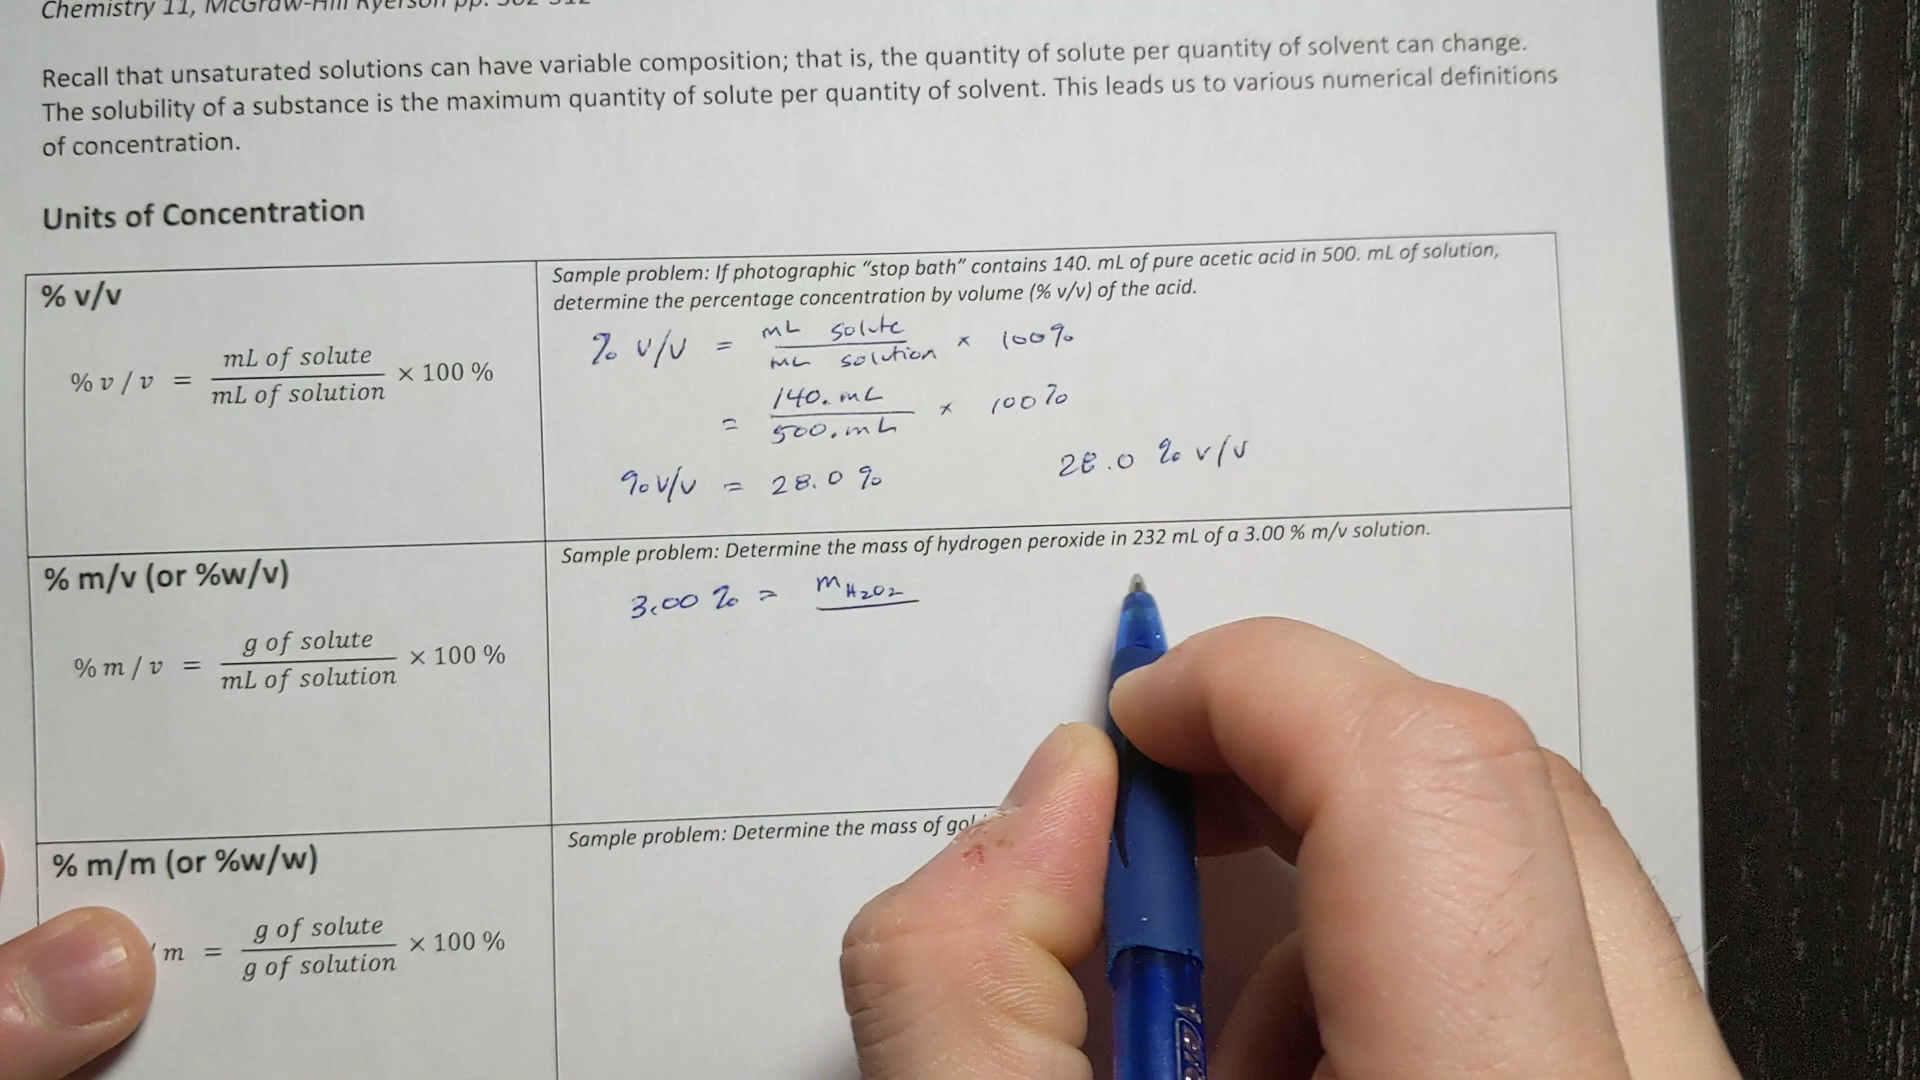 Chemistry 11, McGraw-Hill Ryerson pp. 302-312
Recall that unsaturated solutions can have variable composition; that is, the quantity of solute per quantity of solvent can change.
The solubility of a substance is the maximum quantity of solute per quantity of solvent. This leads us to various numerical definitions
of concentration.
Units of Concentration
% v/v
% v / v = mL of solute / mL of solution × 100 %
Sample problem: If photographic “stop bath” contains 140. mL of pure acetic acid in 500. mL of solution,
determine the percentage concentration by volume (% v/v) of the acid.
% v/v = mL solute / mL solution × 100%
= 140. mL / 500. mL × 100%
% v/v = 28.0 %
28.0 % v/v
% m/v (or %w/v)
% m / v = g of solute / mL of solution × 100 %
Sample problem: Determine the mass of hydrogen peroxide in 232 mL of a 3.00 % m/v solution.
3.00 % = m H2O2
% m/m (or %w/w)
m = g of solute / g of solution × 100 %
Sample problem: Determine the mass of